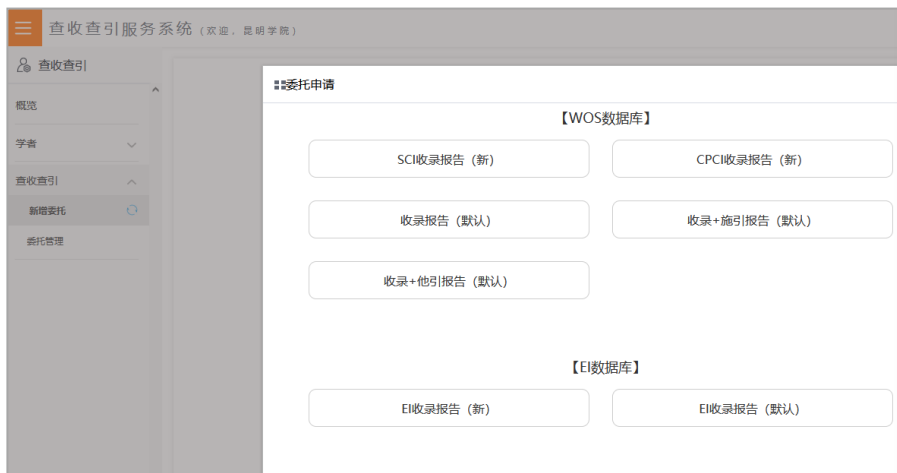 查收查引服务系统 (欢迎, 昆明学院)
查收查引
概览
学者
查收查引
新增委托
委托管理
委托申请
【WOS数据库】
SCI收录报告（新） CPCI收录报告（新）
收录报告（默认） 收录+施引报告（默认）
收录+他引报告（默认）
【EI数据库】
EI收录报告（新） EI收录报告（默认）